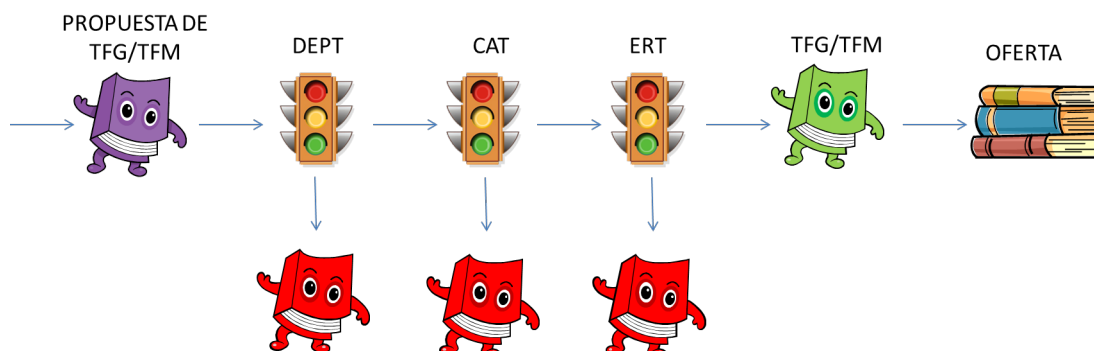 PROPUESTA DE
TFG/TFM
DEPT
CAT
ERT
TFG/TFM
OFERTA